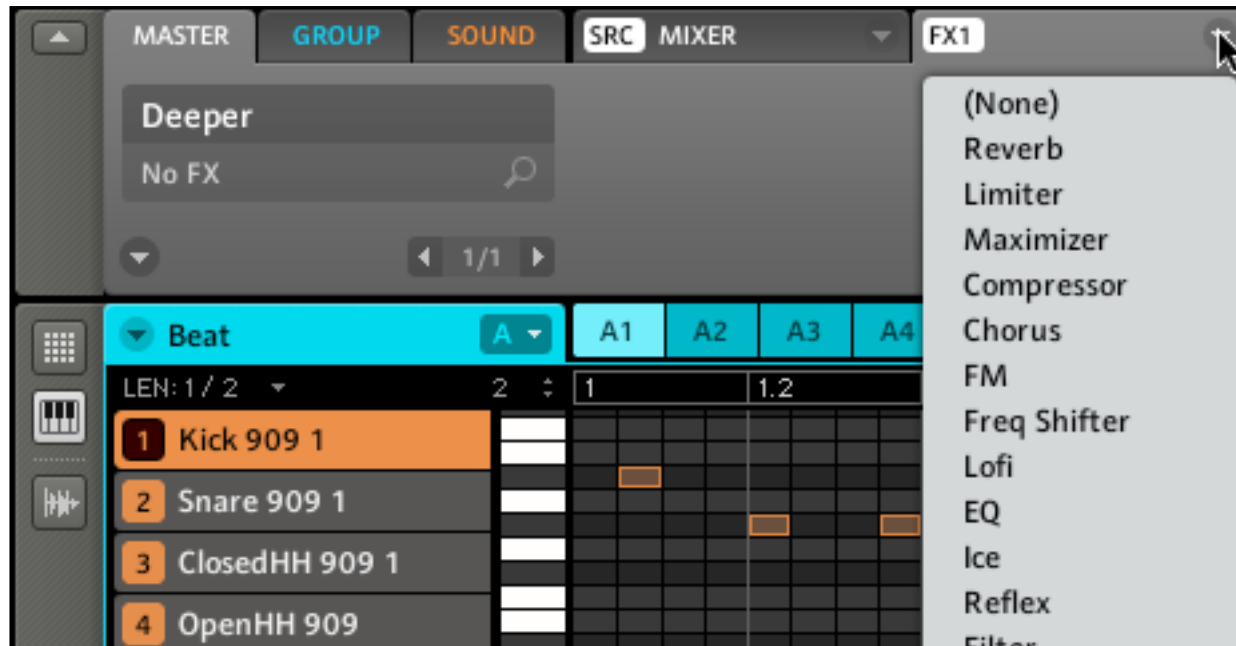 MASTER GROUP SOUND SRC MIXER FX1
Deeper
No FX
1/1
(None)
Reverb
Limiter
Maximizer
Compressor
Chorus
FM
Freq Shifter
Lofi
EQ
Ice
Reflex
Filter
Beat A A1 A2 A3 A4
LEN: 1 / 2 2 1 1.2
1 Kick 909 1
2 Snare 909 1
3 ClosedHH 909 1
4 OpenHH 909